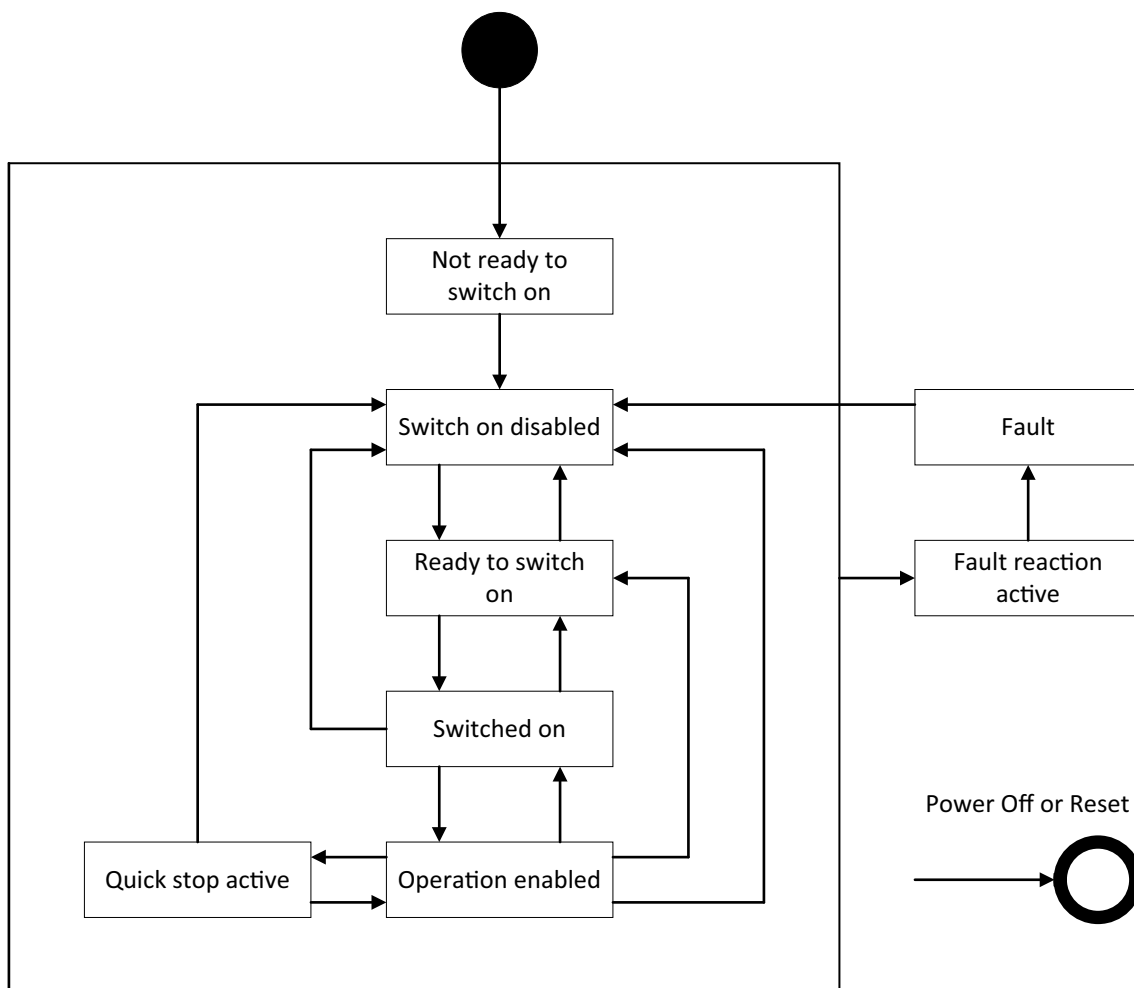 Not ready to
switch on
Switch on disabled
Fault
Ready to switch
on
Fault reaction
active
Switched on
Power Off or Reset
Quick stop active
Operation enabled